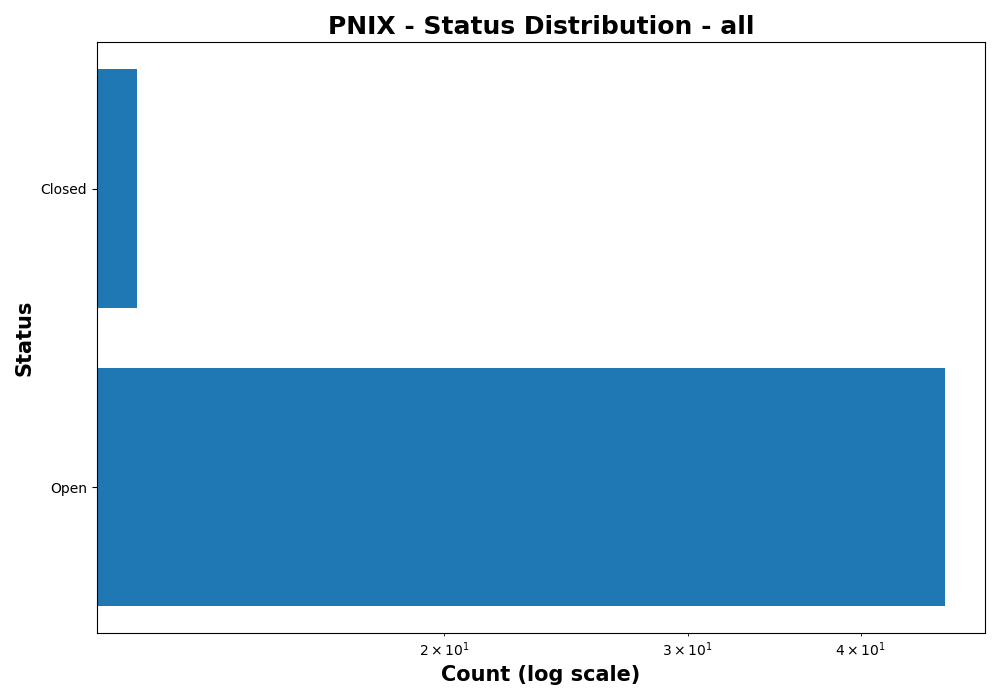 PNIX - Status Distribution - all
Status
Closed
Open
2 × 10¹
3 × 10¹
4 × 10¹
Count (log scale)